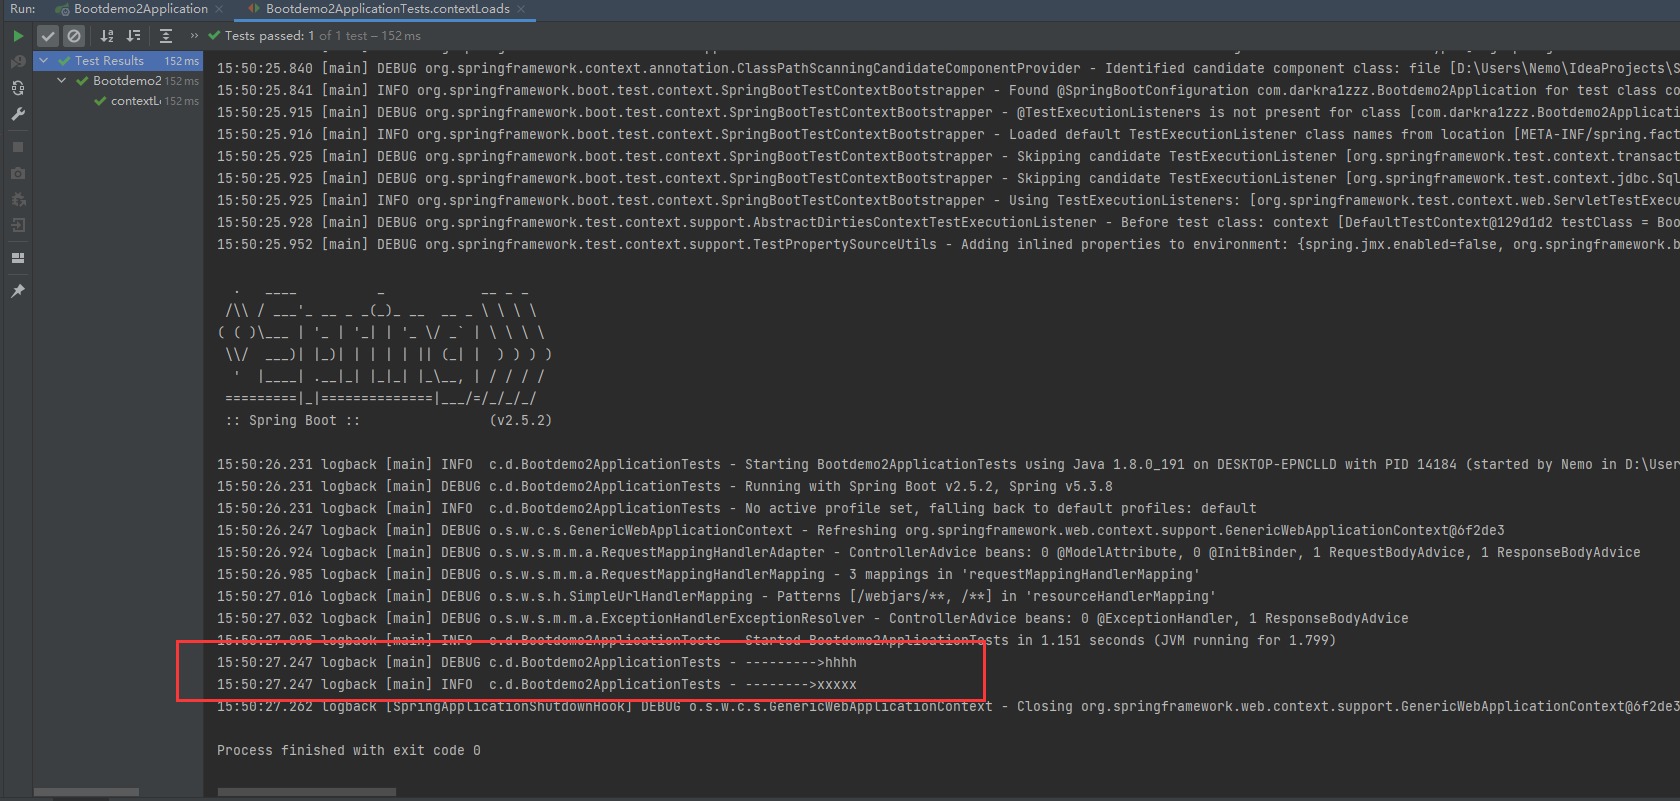 Run: Bootdemo2Application × Bootdemo2ApplicationTests.contextLoads ×
Tests passed: 1 of 1 test – 152 ms
Test Results 152 ms
Bootdemo2 152 ms
contextL 152 ms
15:50:25.840 [main] DEBUG org.springframework.context.annotation.ClassPathScanningCandidateComponentProvider - Identified candidate component class: file [D:\Users\Nemo\IdeaProjects\S
15:50:25.841 [main] INFO org.springframework.boot.test.context.SpringBootTestContextBootstrapper - Found @SpringBootConfiguration com.darkra1zzz.Bootdemo2Application for test class co
15:50:25.915 [main] DEBUG org.springframework.boot.test.context.SpringBootTestContextBootstrapper - @TestExecutionListeners is not present for class [com.darkra1zzz.Bootdemo2Applicati
15:50:25.916 [main] INFO org.springframework.boot.test.context.SpringBootTestContextBootstrapper - Loaded default TestExecutionListener class names from location [META-INF/spring.fact
15:50:25.925 [main] DEBUG org.springframework.boot.test.context.SpringBootTestContextBootstrapper - Skipping candidate TestExecutionListener [org.springframework.test.context.transact
15:50:25.925 [main] DEBUG org.springframework.boot.test.context.SpringBootTestContextBootstrapper - Skipping candidate TestExecutionListener [org.springframework.test.context.jdbc.Sql
15:50:25.925 [main] INFO org.springframework.boot.test.context.SpringBootTestContextBootstrapper - Using TestExecutionListeners: [org.springframework.test.context.web.ServletTestExecu
15:50:25.928 [main] DEBUG org.springframework.test.context.support.AbstractDirtiesContextTestExecutionListener - Before test class: context [DefaultTestContext@129d1d2 testClass = Boo
15:50:25.952 [main] DEBUG org.springframework.test.context.support.TestPropertySourceUtils - Adding inlined properties to environment: {spring.jmx.enabled=false, org.springframework.b
  .   ____          _            __ _ _
 /\\ / ___'_ __ _ _(_)_ __  __ _ \ \ \ \
( ( )\___ | '_ | '_| | '_ \/ _` | \ \ \ \
 \\/  ___)| |_)| | | | | || (_| |  ) ) ) )
  '  |____| .__|_| |_|_| |_\__, | / / / /
 =========|_|==============|___/=/_/_/_/
 :: Spring Boot ::                (v2.5.2)
15:50:26.231 logback [main] INFO  c.d.Bootdemo2ApplicationTests - Starting Bootdemo2ApplicationTests using Java 1.8.0_191 on DESKTOP-EPNCLLD with PID 14184 (started by Nemo in D:\User
15:50:26.231 logback [main] DEBUG c.d.Bootdemo2ApplicationTests - Running with Spring Boot v2.5.2, Spring v5.3.8
15:50:26.231 logback [main] INFO  c.d.Bootdemo2ApplicationTests - No active profile set, falling back to default profiles: default
15:50:26.247 logback [main] DEBUG o.s.w.c.s.GenericWebApplicationContext - Refreshing org.springframework.web.context.support.GenericWebApplicationContext@6f2de3
15:50:26.924 logback [main] DEBUG o.s.w.s.m.m.a.RequestMappingHandlerAdapter - ControllerAdvice beans: 0 @ModelAttribute, 0 @InitBinder, 1 RequestBodyAdvice, 1 ResponseBodyAdvice
15:50:26.985 logback [main] DEBUG o.s.w.s.m.m.a.RequestMappingHandlerMapping - 3 mappings in 'requestMappingHandlerMapping'
15:50:27.016 logback [main] DEBUG o.s.w.s.h.SimpleUrlHandlerMapping - Patterns [/webjars/**, /**] in 'resourceHandlerMapping'
15:50:27.032 logback [main] DEBUG o.s.w.s.m.m.a.ExceptionHandlerExceptionResolver - ControllerAdvice beans: 0 @ExceptionHandler, 1 ResponseBodyAdvice
15:50:27.095 logback [main] INFO  c.d.Bootdemo2ApplicationTests - Started Bootdemo2ApplicationTests in 1.151 seconds (JVM running for 1.799)
15:50:27.247 logback [main] DEBUG c.d.Bootdemo2ApplicationTests - --------->hhhh
15:50:27.247 logback [main] INFO  c.d.Bootdemo2ApplicationTests - -------->xxxxx
15:50:27.262 logback [SpringApplicationShutdownHook] DEBUG o.s.w.c.s.GenericWebApplicationContext - Closing org.springframework.web.context.support.GenericWebApplicationContext@6f2de3
Process finished with exit code 0